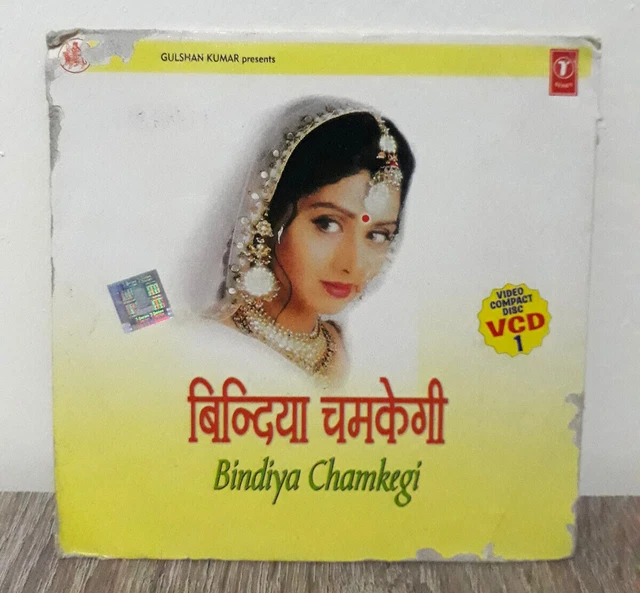 GULSHAN KUMAR presents
T
VIDEO
COMPACT
DISC
VCD
1
बिन्दिया चमकेगी
Bindiya Chamkegi